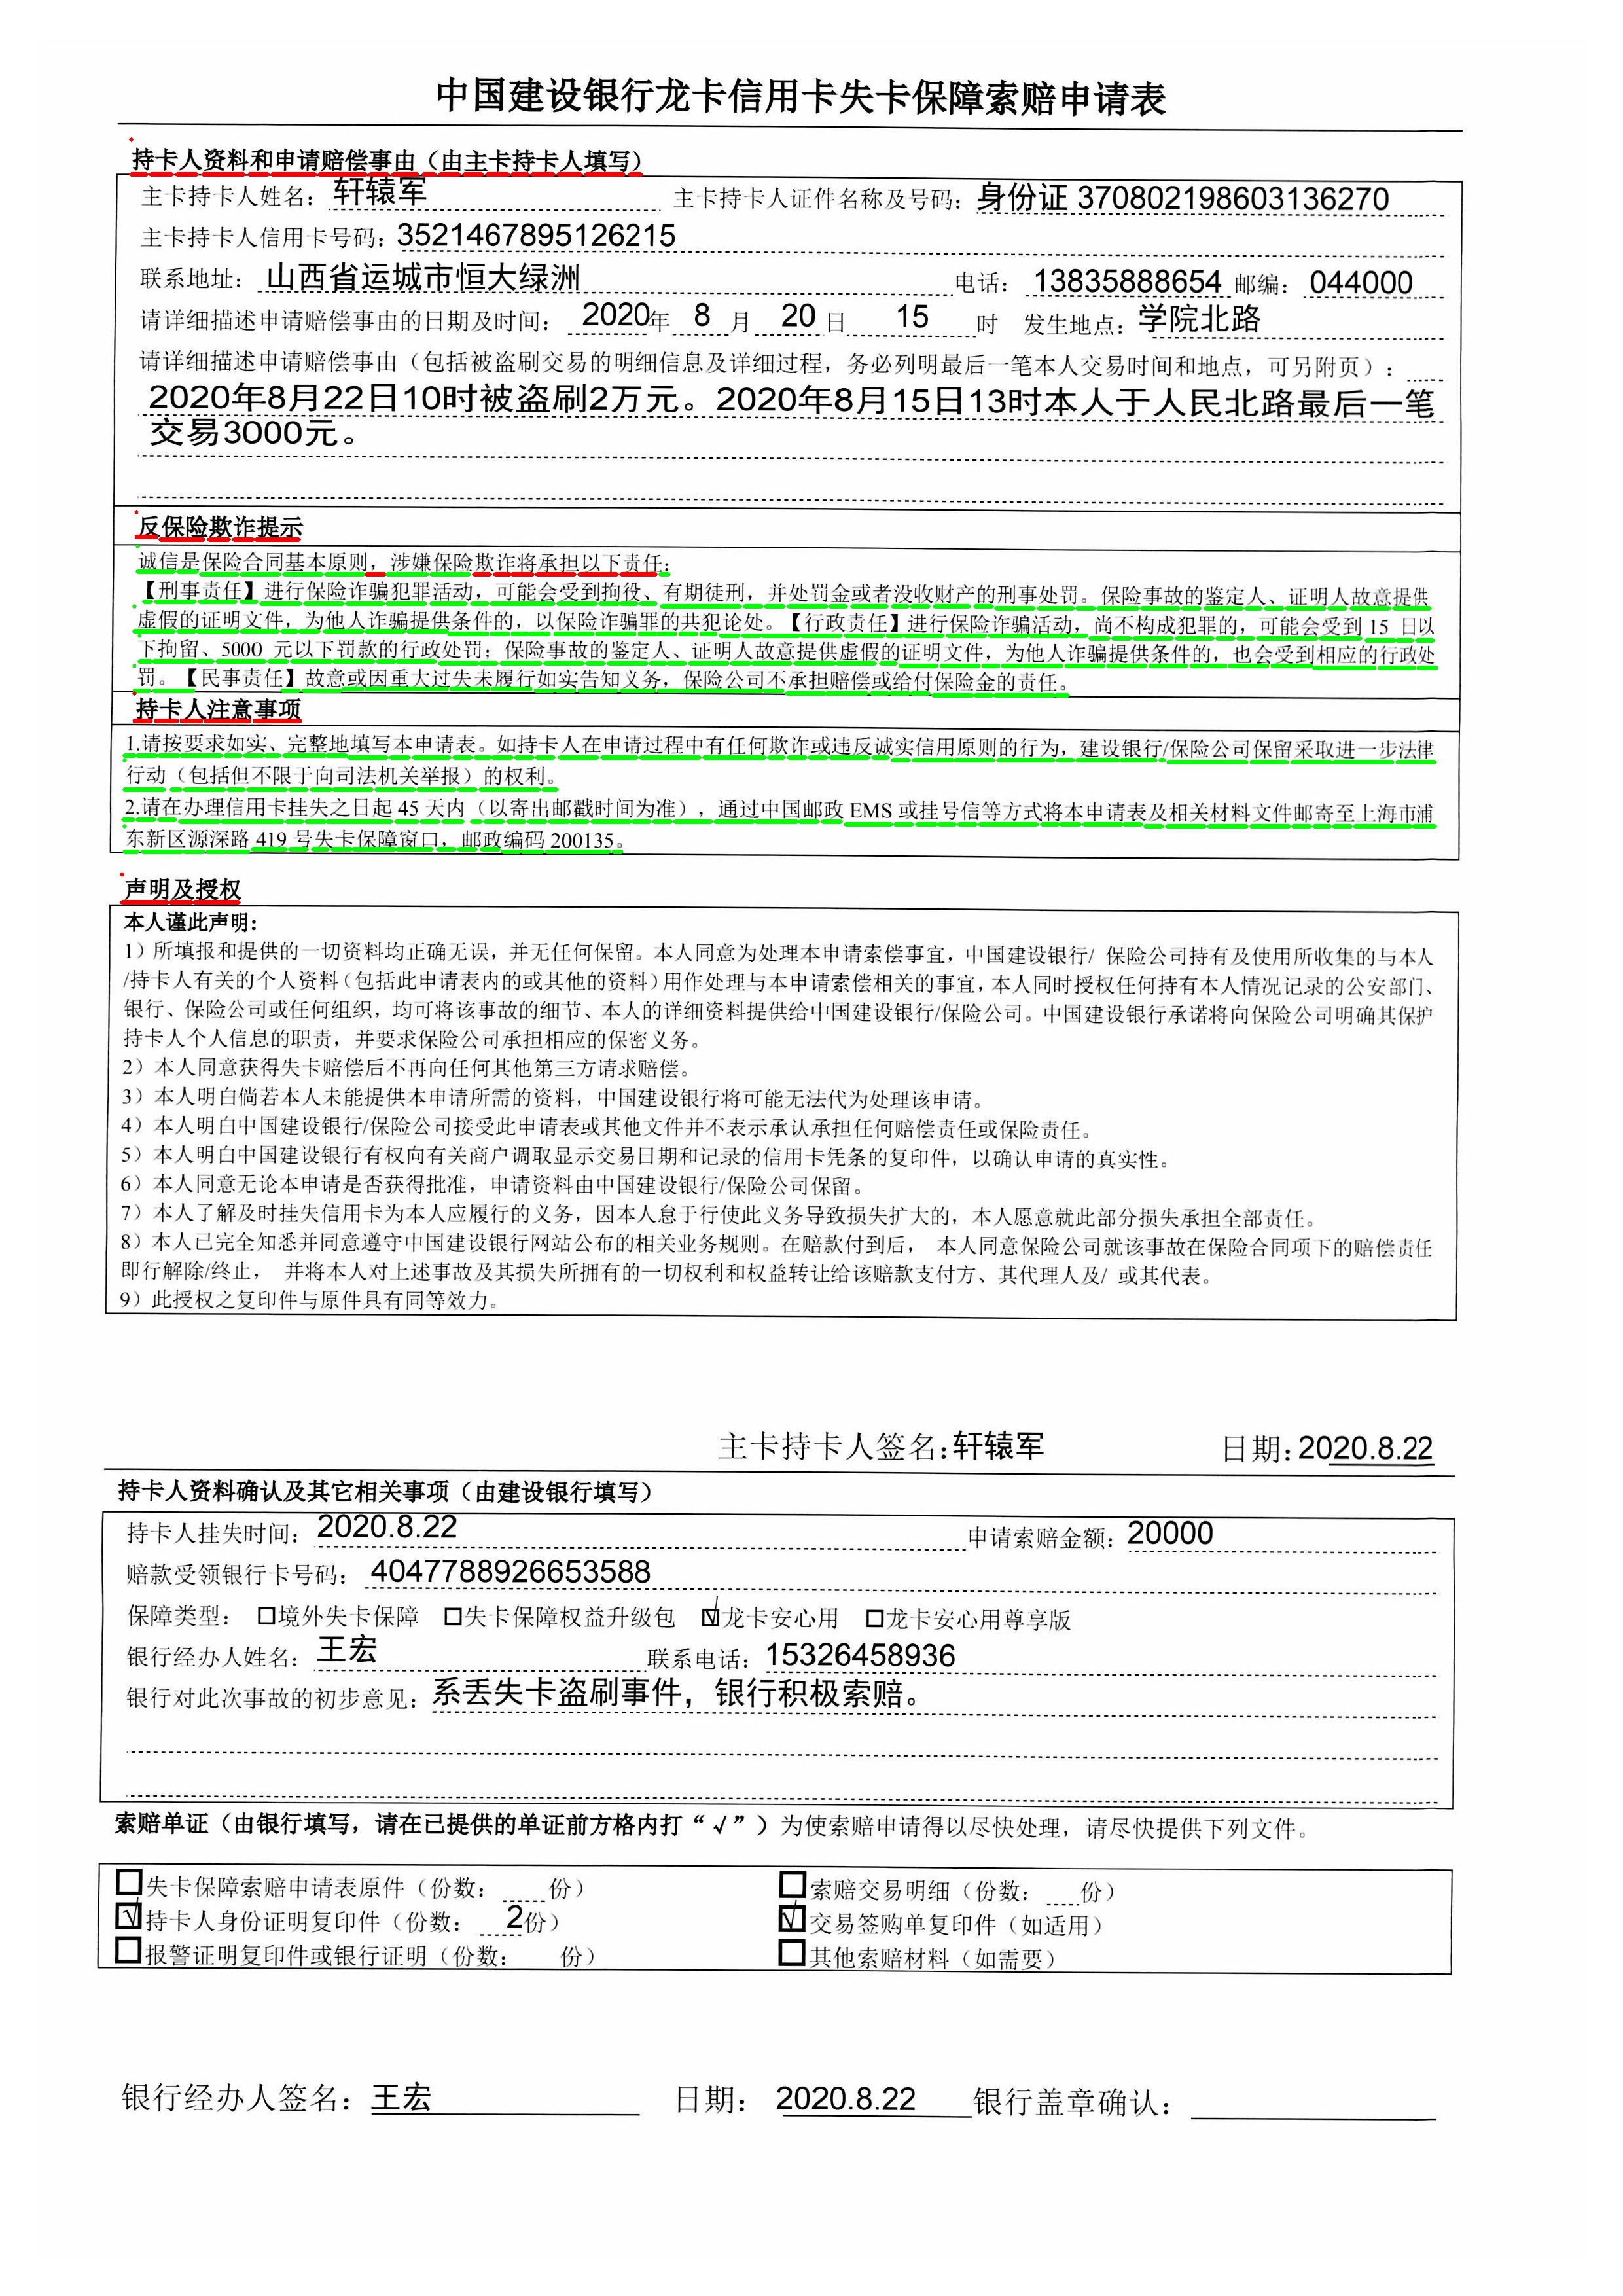 中国建设银行龙卡信用卡失卡保障索赔申请表
持卡人资料和申请赔偿事由（由主卡持卡人填写）
主卡持卡人姓名：轩辕军 主卡持卡人证件名称及号码：身份证 370802198603136270
主卡持卡人信用卡号码：3521467895126215
联系地址：山西省运城市恒大绿洲 电话：13835888654 邮编：044000
请详细描述申请赔偿事由的日期及时间：2020年 8 月 20 日 15 时 发生地点：学院北路
请详细描述申请赔偿事由（包括被盗刷交易的明细信息及详细过程，务必列明最后一笔本人交易时间和地点，可另附页）：
2020年8月22日10时被盗刷2万元。2020年8月15日13时本人于人民北路最后一笔
交易3000元。
反保险欺诈提示
诚信是保险合同基本原则，涉嫌保险欺诈将承担以下责任：
【刑事责任】进行保险诈骗犯罪活动，可能会受到拘役、有期徒刑，并处罚金或者没收财产的刑事处罚。保险事故的鉴定人、证明人故意提供
虚假的证明文件，为他人诈骗提供条件的，以保险诈骗罪的共犯论处。【行政责任】进行保险诈骗活动，尚不构成犯罪的，可能会受到 15 日以
下拘留、5000 元以下罚款的行政处罚；保险事故的鉴定人、证明人故意提供虚假的证明文件，为他人诈骗提供条件的，也会受到相应的行政处
罚。【民事责任】故意或因重大过失未履行如实告知义务，保险公司不承担赔偿或给付保险金的责任。
持卡人注意事项
1.请按要求如实、完整地填写本申请表。如持卡人在申请过程中有任何欺诈或违反诚实信用原则的行为，建设银行/保险公司保留采取进一步法律
行动（包括但不限于向司法机关举报）的权利。
2.请在办理信用卡挂失之日起 45 天内（以寄出邮戳时间为准），通过中国邮政 EMS 或挂号信等方式将本申请表及相关材料文件邮寄至上海市浦
东新区源深路 419 号失卡保障窗口，邮政编码 200135。
声明及授权
本人谨此声明：
1）所填报和提供的一切资料均正确无误，并无任何保留。本人同意为处理本申请索偿事宜，中国建设银行/ 保险公司持有及使用所收集的与本人
/持卡人有关的个人资料（包括此申请表内的或其他的资料）用作处理与本申请索偿相关的事宜，本人同时授权任何持有本人情况记录的公安部门、
银行、保险公司或任何组织，均可将该事故的细节、本人的详细资料提供给中国建设银行/保险公司。中国建设银行承诺将向保险公司明确其保护
持卡人个人信息的职责，并要求保险公司承担相应的保密义务。
2）本人同意获得失卡赔偿后不再向任何其他第三方请求赔偿。
3）本人明白倘若本人未能提供本申请所需的资料，中国建设银行将可能无法代为处理该申请。
4）本人明白中国建设银行/保险公司接受此申请表或其他文件并不表示承认承担任何赔偿责任或保险责任。
5）本人明白中国建设银行有权向有关商户调取显示交易日期和记录的信用卡凭条的复印件，以确认申请的真实性。
6）本人同意无论本申请是否获得批准，申请资料由中国建设银行/保险公司保留。
7）本人了解及时挂失信用卡为本人应履行的义务，因本人怠于行使此义务导致损失扩大的，本人愿意就此部分损失承担全部责任。
8）本人已完全知悉并同意遵守中国建设银行网站公布的相关业务规则。在赔款付到后， 本人同意保险公司就该事故在保险合同项下的赔偿责任
即行解除/终止， 并将本人对上述事故及其损失所拥有的一切权利和权益转让给该赔款支付方、其代理人及/ 或其代表。
9）此授权之复印件与原件具有同等效力。
主卡持卡人签名：轩辕军 日期：2020.8.22
持卡人资料确认及其它相关事项（由建设银行填写）
持卡人挂失时间：2020.8.22 申请索赔金额：20000
赔款受领银行卡号码：4047788926653588
保障类型：□境外失卡保障 □失卡保障权益升级包 ☑龙卡安心用 □龙卡安心用尊享版
银行经办人姓名：王宏 联系电话：15326458936
银行对此次事故的初步意见：系丢失卡盗刷事件，银行积极索赔。
索赔单证（由银行填写，请在已提供的单证前方格内打“√”）为使索赔申请得以尽快处理，请尽快提供下列文件。
□失卡保障索赔申请表原件（份数： 份） □索赔交易明细（份数： 份）
☑持卡人身份证明复印件（份数： 2份） ☑交易签购单复印件（如适用）
□报警证明复印件或银行证明（份数： 份） □其他索赔材料（如需要）
银行经办人签名：王宏 日期：2020.8.22 银行盖章确认：